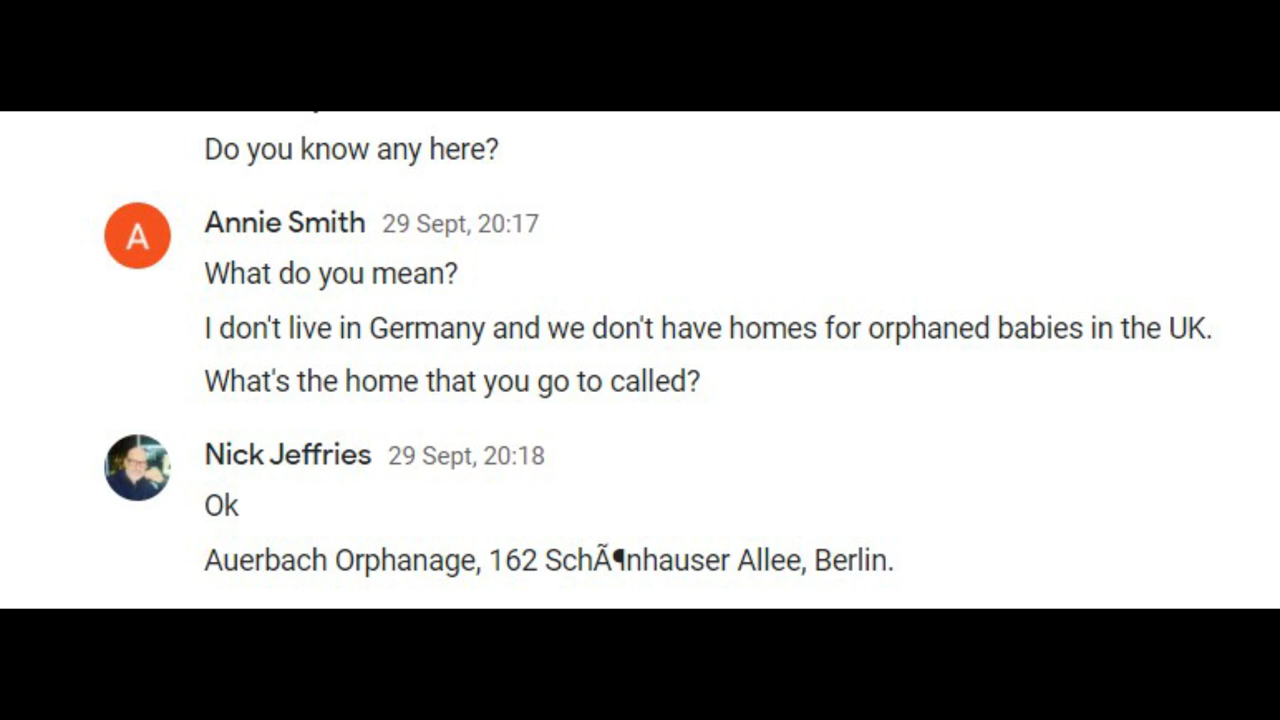 Do you know any here?
Annie Smith 29 Sept, 20:17
A
What do you mean?
I don't live in Germany and we don't have homes for orphaned babies in the UK.
What's the home that you go to called?
Nick Jeffries 29 Sept, 20:18
Ok
Auerbach Orphanage, 162 SchÃ¶nhauser Allee, Berlin.